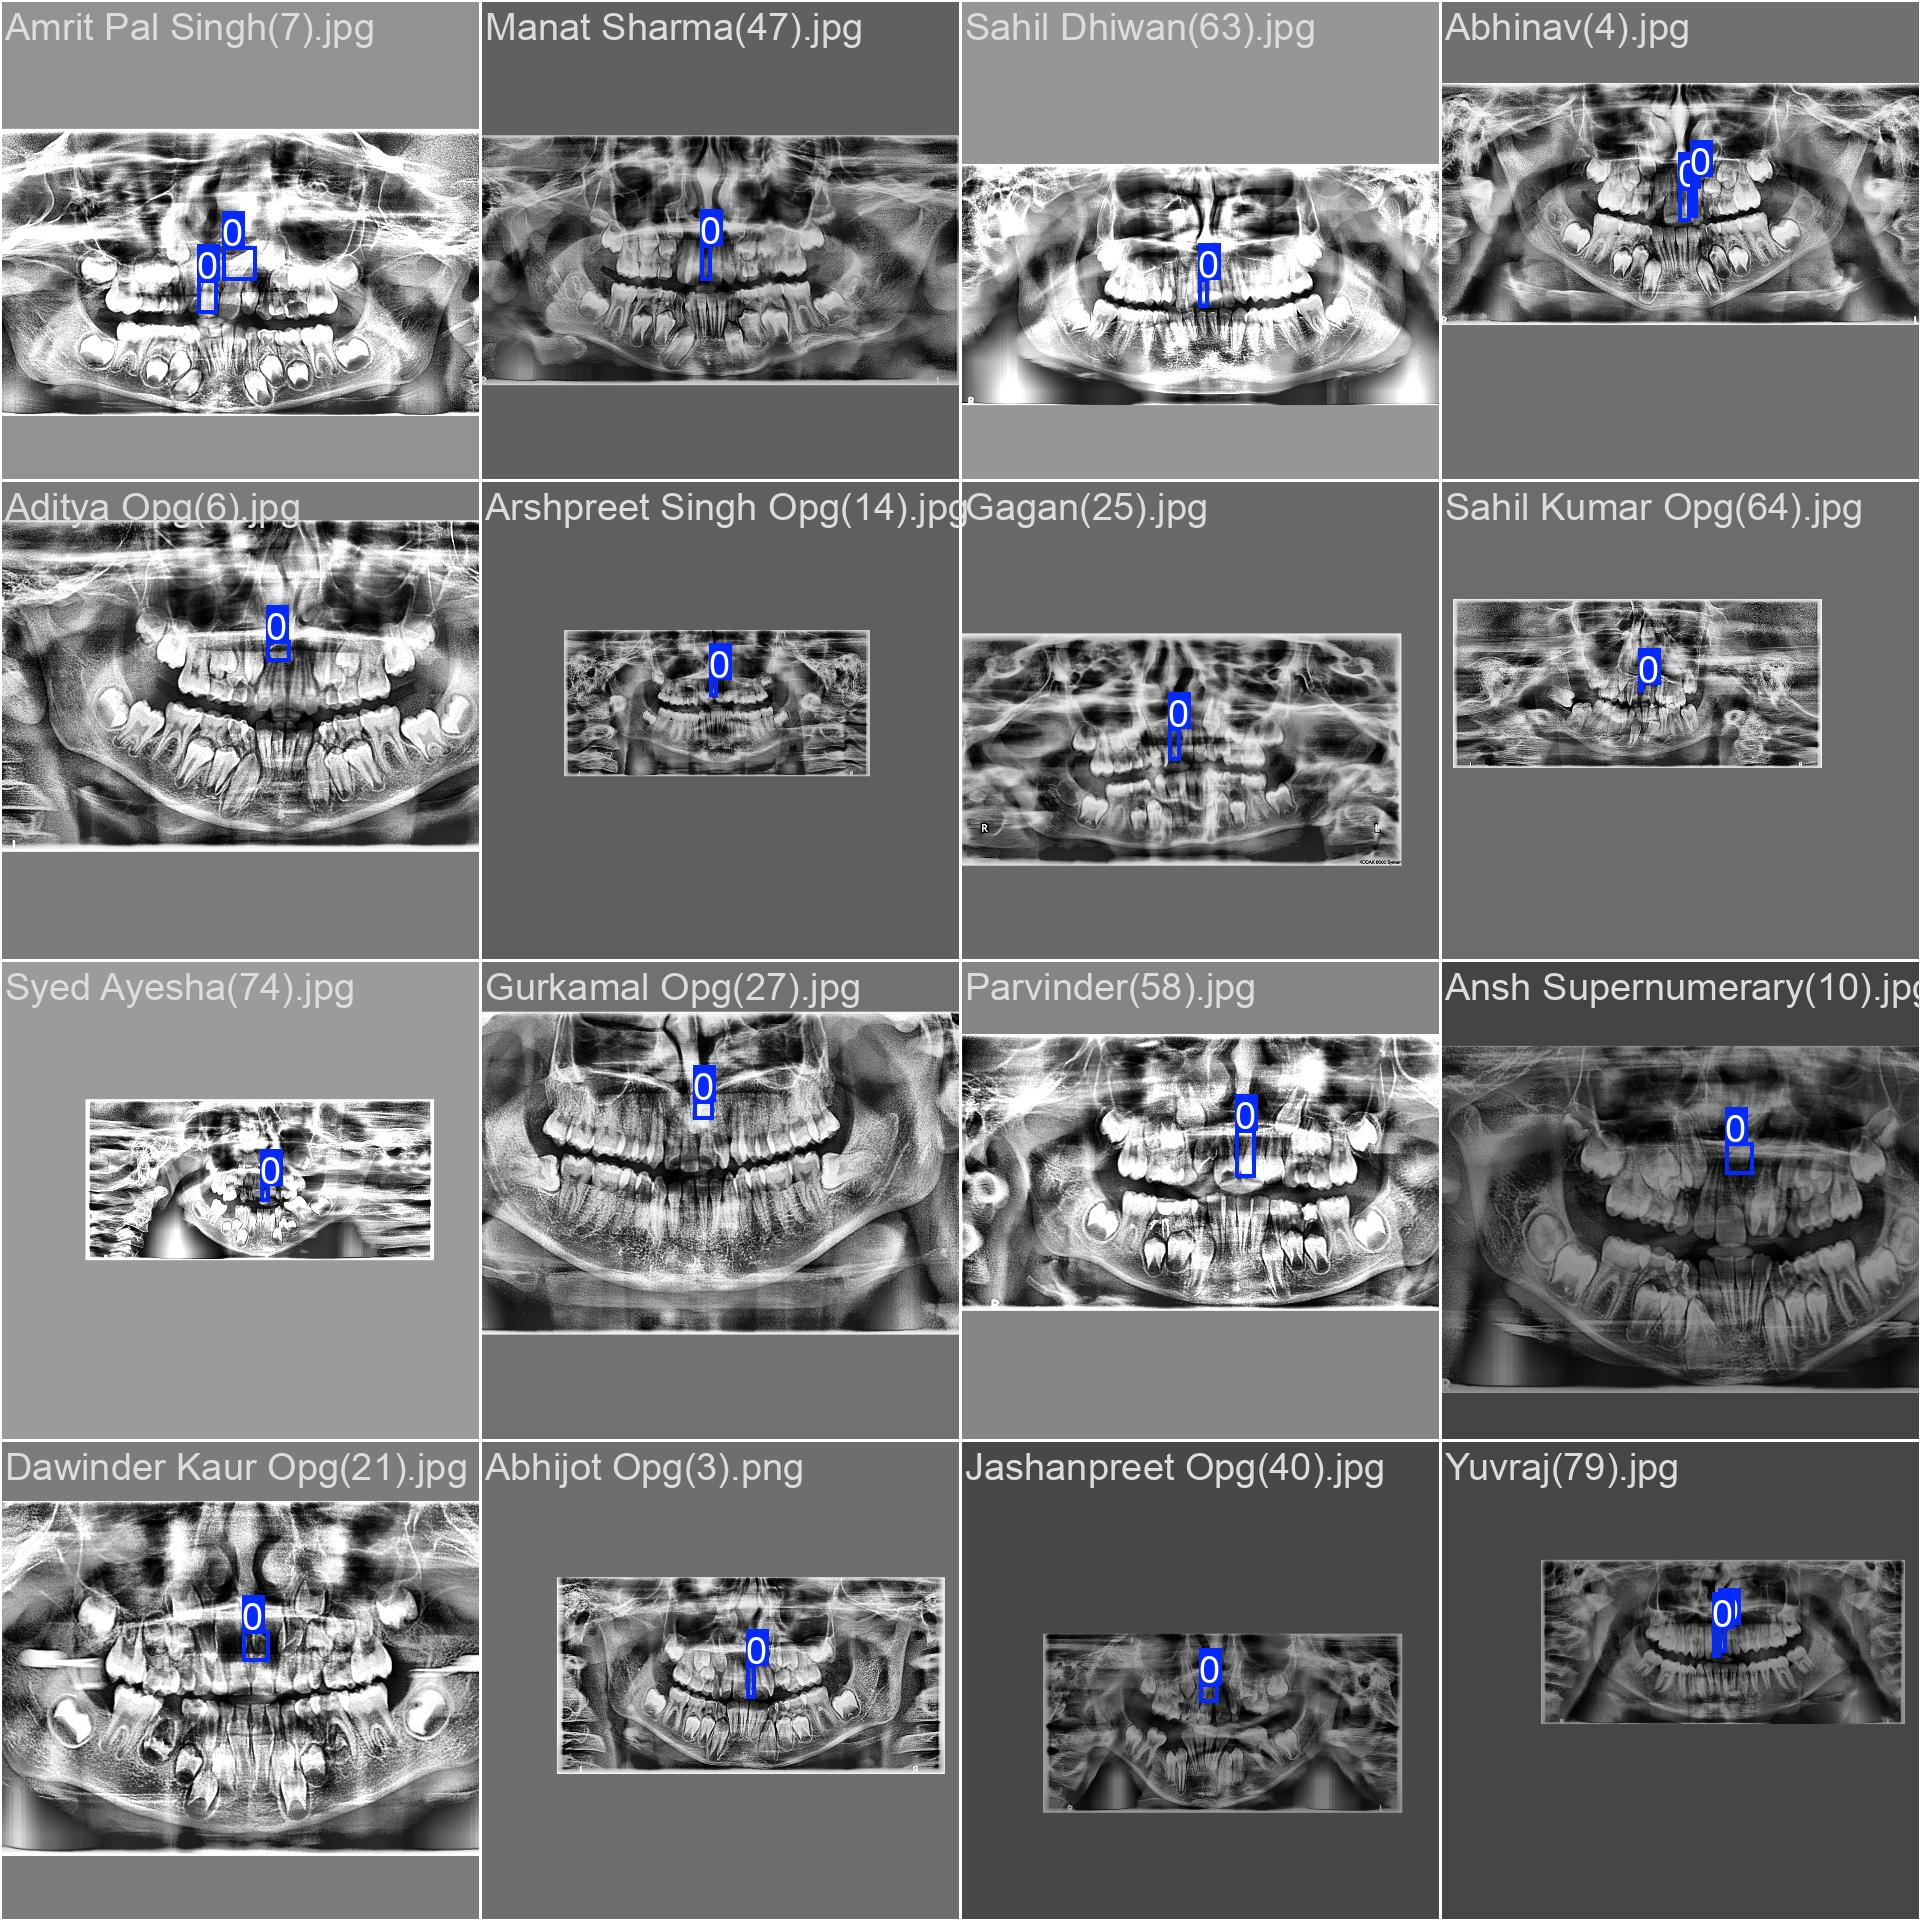 Amrit Pal Singh(7).jpg
Manat Sharma(47).jpg
Sahil Dhiwan(63).jpg
Abhinav(4).jpg
0
0
0
0
0
0
R
L
Aditya Opg(6).jpg
Arshpreet Singh Opg(14).jpg
Gagan(25).jpg
Sahil Kumar Opg(64).jpg
0
0
0
0
R
L
KODAK 8000 System
Syed Ayesha(74).jpg
Gurkamal Opg(27).jpg
Parvinder(58).jpg
Ansh Supernumerary(10).jpg
0
0
0
0
R
Dawinder Kaur Opg(21).jpg
Abhijot Opg(3).png
Jashanpreet Opg(40).jpg
Yuvraj(79).jpg
0
0
0
0